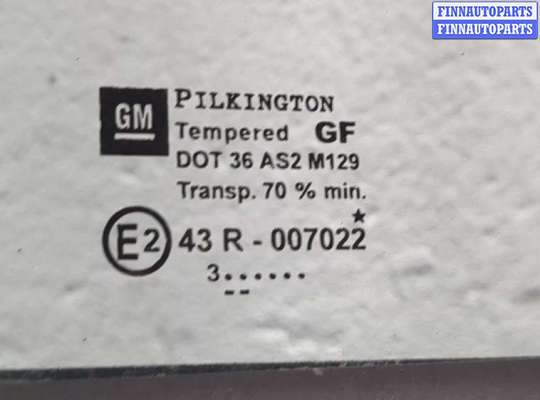 FINNAUTOPARTS
FINNAUTOPARTS
GM
PILKINGTON
Tempered GF
DOT 36 AS2 M129
Transp. 70 % min.
E2 43 R - 007022
3......
--